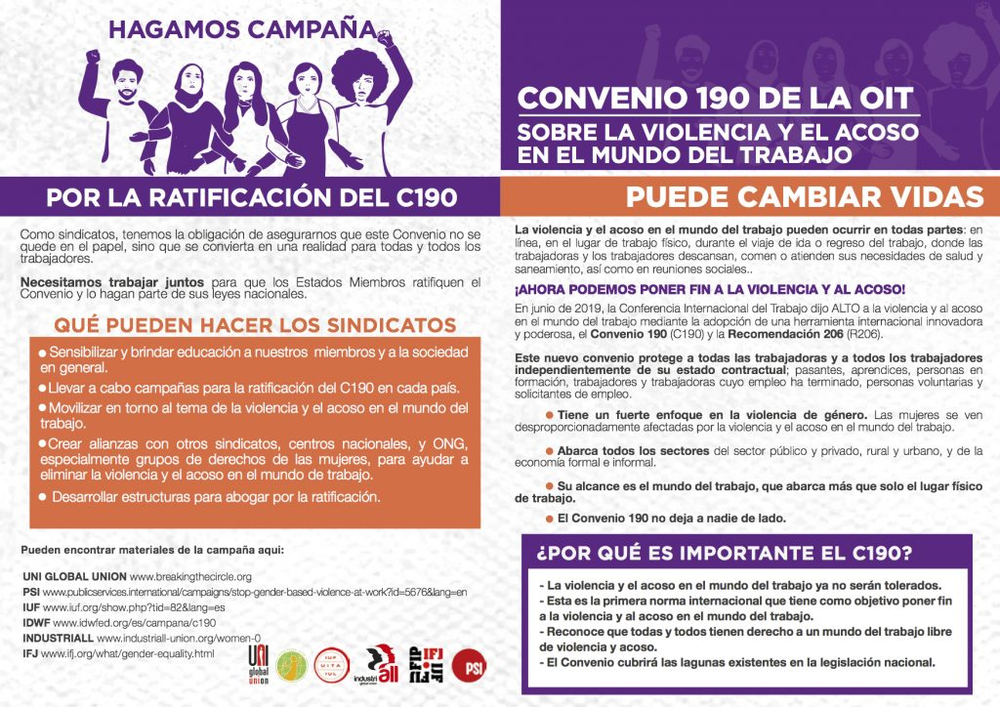 HAGAMOS CAMPAÑA
POR LA RATIFICACIÓN DEL C190
Como sindicatos, tenemos la obligación de asegurarnos que este Convenio no se
quede en el papel, sino que se convierta en una realidad para todas y todos los
trabajadores.
Necesitamos trabajar juntos para que los Estados Miembros ratifiquen el
Convenio y lo hagan parte de sus leyes nacionales.
QUÉ PUEDEN HACER LOS SINDICATOS
● Sensibilizar y brindar educación a nuestros miembros y a la sociedad
en general.
● Llevar a cabo campañas para la ratificación del C190 en cada país.
● Movilizar en torno al tema de la violencia y el acoso en el mundo del
trabajo.
● Crear alianzas con otros sindicatos, centros nacionales, y ONG,
especialmente grupos de derechos de las mujeres, para ayudar a
eliminar la violencia y el acoso en el mundo de trabajo.
● Desarrollar estructuras para abogar por la ratificación.
Pueden encontrar materiales de la campaña aqui:
UNI GLOBAL UNION www.breakingthecircle.org
PSI www.publicservices.international/campaigns/stop-gender-based-violence-at-work?id=5676&lang=en
IUF www.iuf.org/show.php?tid=82&lang=es
IDWF www.idwfed.org/es/campana/c190
INDUSTRIALL www.industriall-union.org/women-0
IFJ www.ifj.org/what/gender-equality.html
UNI
global
union
IUF
UITA
IUL
industri
all
global union
FIP
IFJ
PSI
CONVENIO 190 DE LA OIT
SOBRE LA VIOLENCIA Y EL ACOSO
EN EL MUNDO DEL TRABAJO
PUEDE CAMBIAR VIDAS
La violencia y el acoso en el mundo del trabajo pueden ocurrir en todas partes: en
línea, en el lugar de trabajo físico, durante el viaje de ida o regreso del trabajo, donde las
trabajadoras y los trabajadores descansan, comen o atienden sus necesidades de salud y
saneamiento, así como en reuniones sociales..
¡AHORA PODEMOS PONER FIN A LA VIOLENCIA Y AL ACOSO!
En junio de 2019, la Conferencia Internacional del Trabajo dijo ALTO a la violencia y al acoso
en el mundo del trabajo mediante la adopción de una herramienta internacional innovadora
y poderosa, el Convenio 190 (C190) y la Recomendación 206 (R206).
Este nuevo convenio protege a todas las trabajadoras y a todos los trabajadores
independientemente de su estado contractual; pasantes, aprendices, personas en
formación, trabajadores y trabajadoras cuyo empleo ha terminado, personas voluntarias y
solicitantes de empleo.
● Tiene un fuerte enfoque en la violencia de género. Las mujeres se ven
desproporcionadamente afectadas por la violencia y el acoso en el mundo del trabajo.
● Abarca todos los sectores del sector público y privado, rural y urbano, y de la
economía formal e informal.
● Su alcance es el mundo del trabajo, que abarca más que solo el lugar físico
de trabajo.
● El Convenio 190 no deja a nadie de lado.
¿POR QUÉ ES IMPORTANTE EL C190?
- La violencia y el acoso en el mundo del trabajo ya no serán tolerados.
- Esta es la primera norma internacional que tiene como objetivo poner fin
a la violencia y al acoso en el mundo del trabajo.
- Reconoce que todas y todos tienen derecho a un mundo del trabajo libre
de violencia y acoso.
- El Convenio cubrirá las lagunas existentes en la legislación nacional.